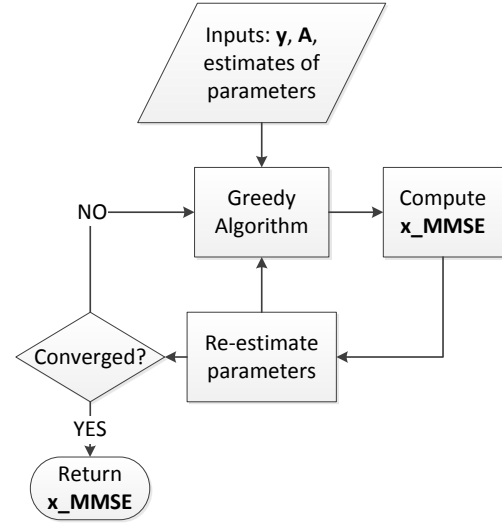 Inputs: y, A,
estimates of
parameters
NO
Greedy
Algorithm
Compute
x_MMSE
Converged?
Re-estimate
parameters
YES
Return
x_MMSE